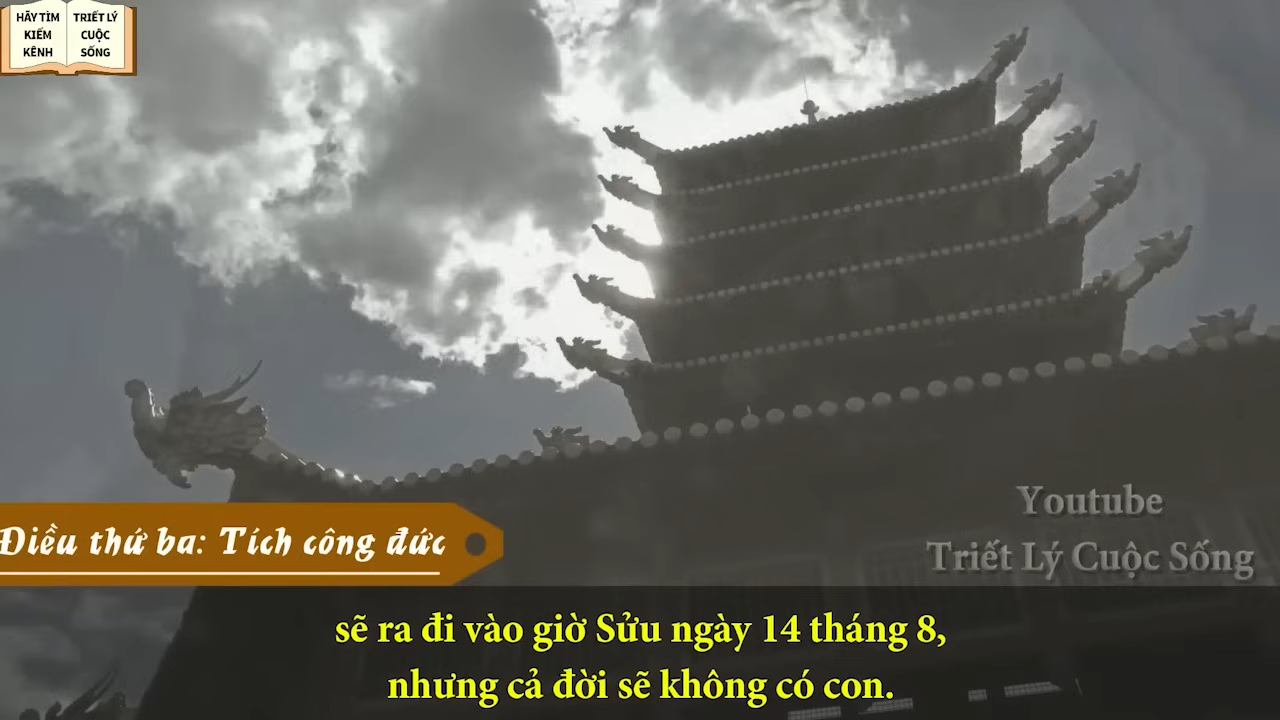 HÃY TÌM
KIẾM
KÊNH
TRIẾT LÝ
CUỘC
SỐNG
Điều thứ ba: Tích công đức
Youtube
Triết Lý Cuộc Sống
sẽ ra đi vào giờ Sửu ngày 14 tháng 8,
nhưng cả đời sẽ không có con.